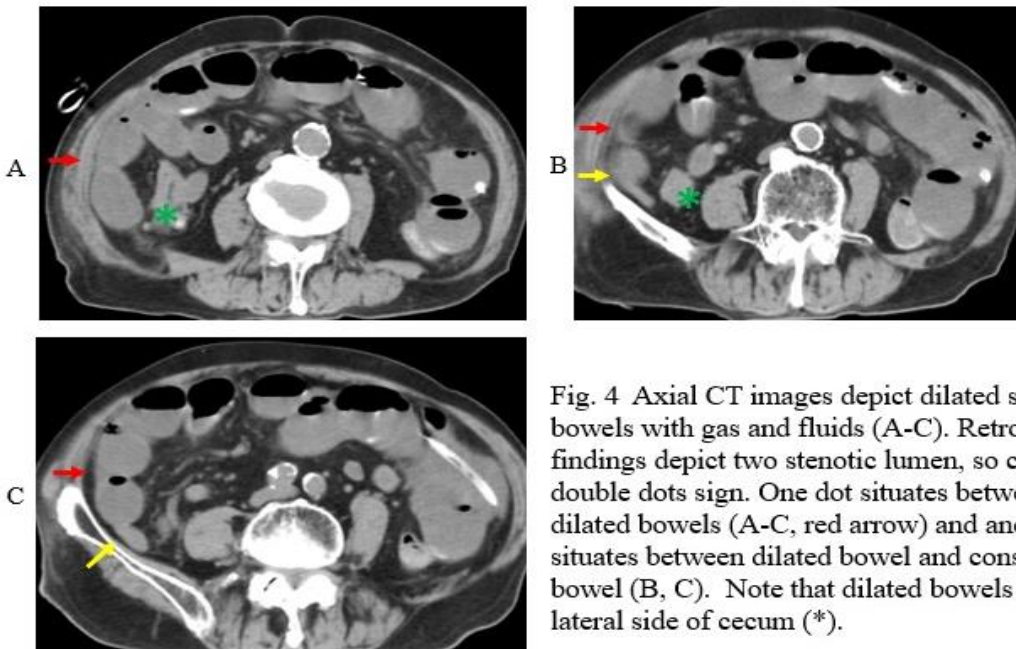 A
B
C
Fig. 4 Axial CT images depict dilated s
bowels with gas and fluids (A-C). Retro
findings depict two stenotic lumen, so c
double dots sign. One dot situates betwe
dilated bowels (A-C, red arrow) and an
situates between dilated bowel and cons
bowel (B, C). Note that dilated bowels
lateral side of cecum (*).